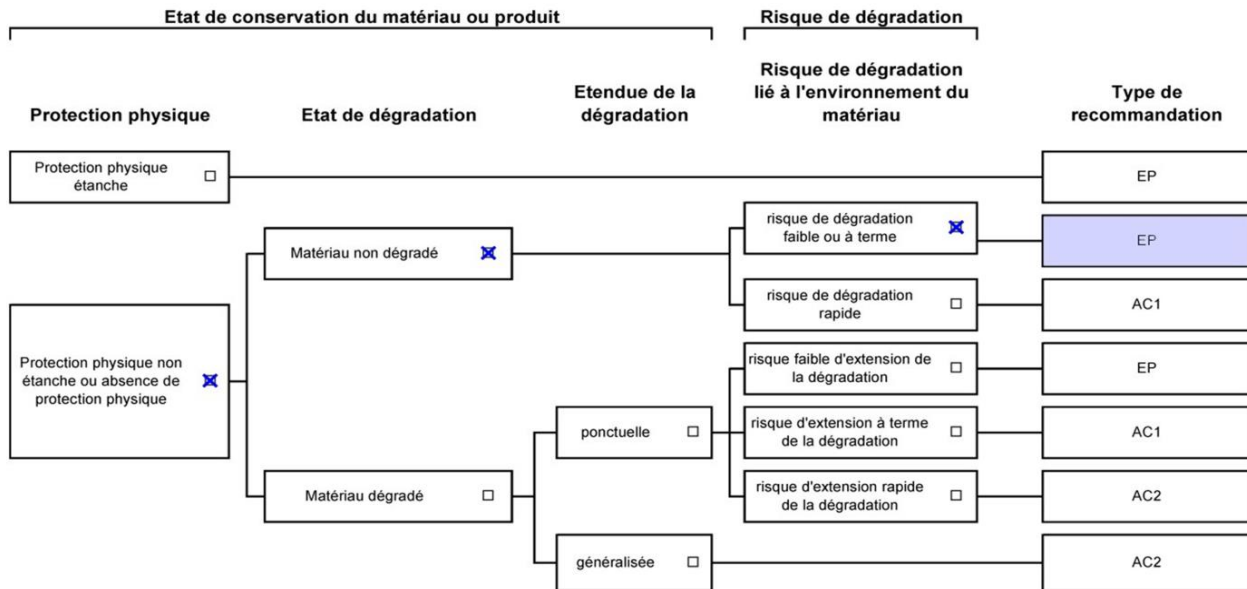 Etat de conservation du matériau ou produit
Risque de dégradation
Protection physique
Etat de dégradation
Etendue de la
dégradation
Risque de dégradation
lié à l'environnement du
matériau
Type de
recommandation
Protection physique
étanche
EP
risque de dégradation
faible ou à terme
EP
Matériau non dégradé
risque de dégradation
rapide
AC1
Protection physique non
étanche ou absence de
protection physique
risque faible d'extension de
la dégradation
EP
ponctuelle
risque d'extension à terme
de la dégradation
AC1
Matériau dégradé
risque d'extension rapide
de la dégradation
AC2
généralisée
AC2